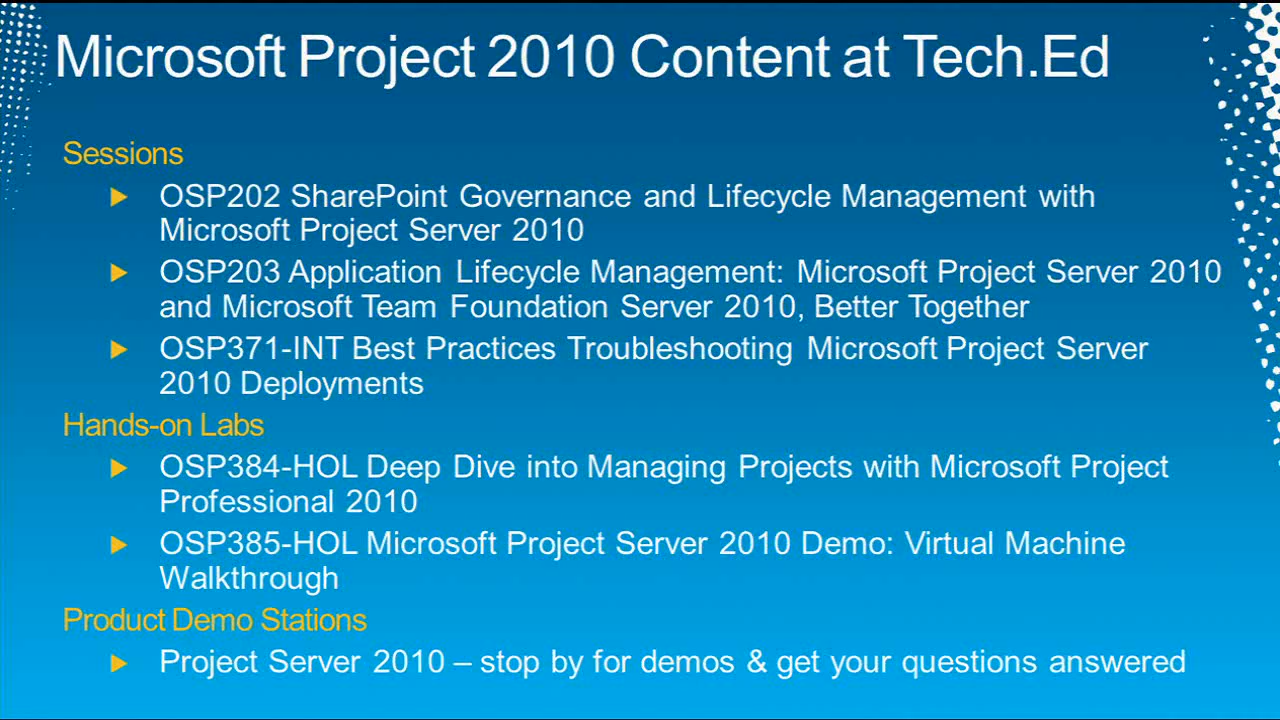 Microsoft Project 2010 Content at Tech.Ed
Sessions
OSP202 SharePoint Governance and Lifecycle Management with
Microsoft Project Server 2010
OSP203 Application Lifecycle Management: Microsoft Project Server 2010
and Microsoft Team Foundation Server 2010, Better Together
OSP371-INT Best Practices Troubleshooting Microsoft Project Server
2010 Deployments
Hands-on Labs
OSP384-HOL Deep Dive into Managing Projects with Microsoft Project
Professional 2010
OSP385-HOL Microsoft Project Server 2010 Demo: Virtual Machine
Walkthrough
Product Demo Stations
Project Server 2010 – stop by for demos & get your questions answered